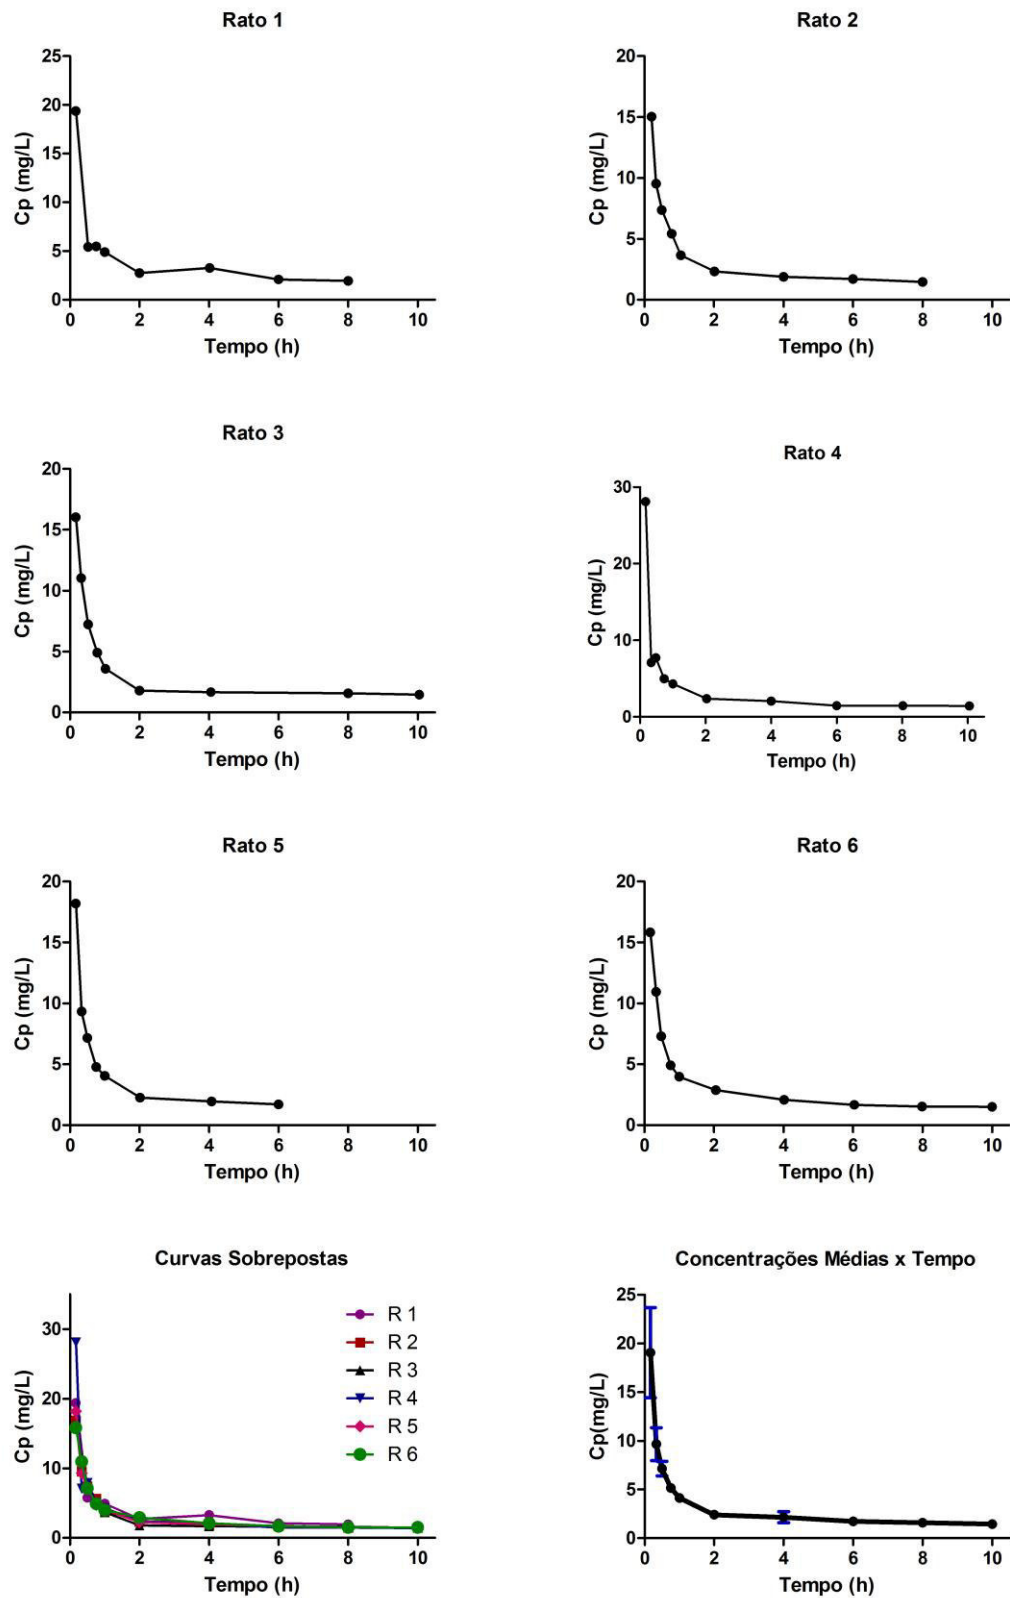 Rato 1
25
20
15
10
5
0
Cp (mg/L)
0 2 4 6 8 10
Tempo (h)
Rato 2
20
15
10
5
0
Cp (mg/L)
0 2 4 6 8 10
Tempo (h)
Rato 3
20
15
10
5
0
Cp (mg/L)
0 2 4 6 8 10
Tempo (h)
Rato 4
30
20
10
0
Cp (mg/L)
0 2 4 6 8 10
Tempo (h)
Rato 5
20
15
10
5
0
Cp (mg/L)
0 2 4 6 8 10
Tempo (h)
Rato 6
20
15
10
5
0
Cp (mg/L)
0 2 4 6 8 10
Tempo (h)
Curvas Sobrepostas
30
20
10
0
Cp (mg/L)
R 1
R 2
R 3
R 4
R 5
R 6
0 2 4 6 8 10
Tempo (h)
Concentrações Médias x Tempo
25
20
15
10
5
0
Cp(mg/L)
0 2 4 6 8 10
Tempo (h)